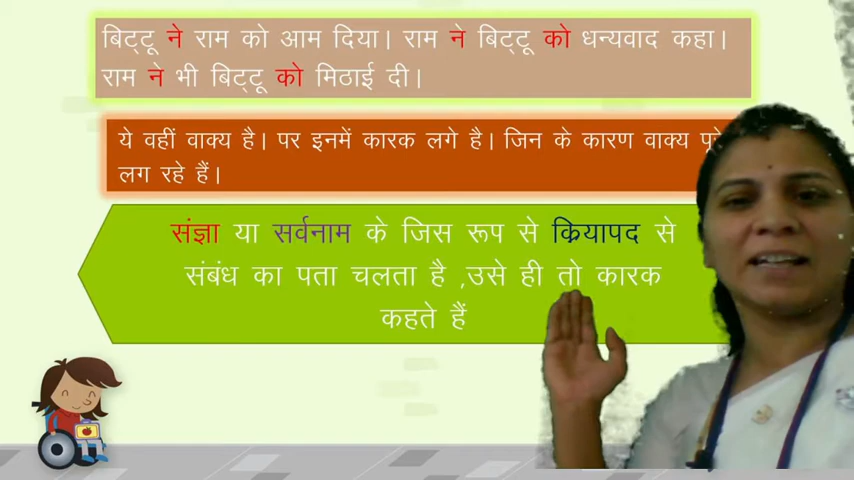 बिट्टू ने राम को आम दिया। राम ने बिट्टू को धन्यवाद कहा।
राम ने भी बिट्टू को मिठाई दी।
ये वहीं वाक्य है। पर इनमें कारक लगे है। जिन के कारण वाक्य पूरे
लग रहे हैं।
संज्ञा या सर्वनाम के जिस रूप से क्रियापद से
संबंध का पता चलता है ,उसे ही तो कारक
कहते हैं